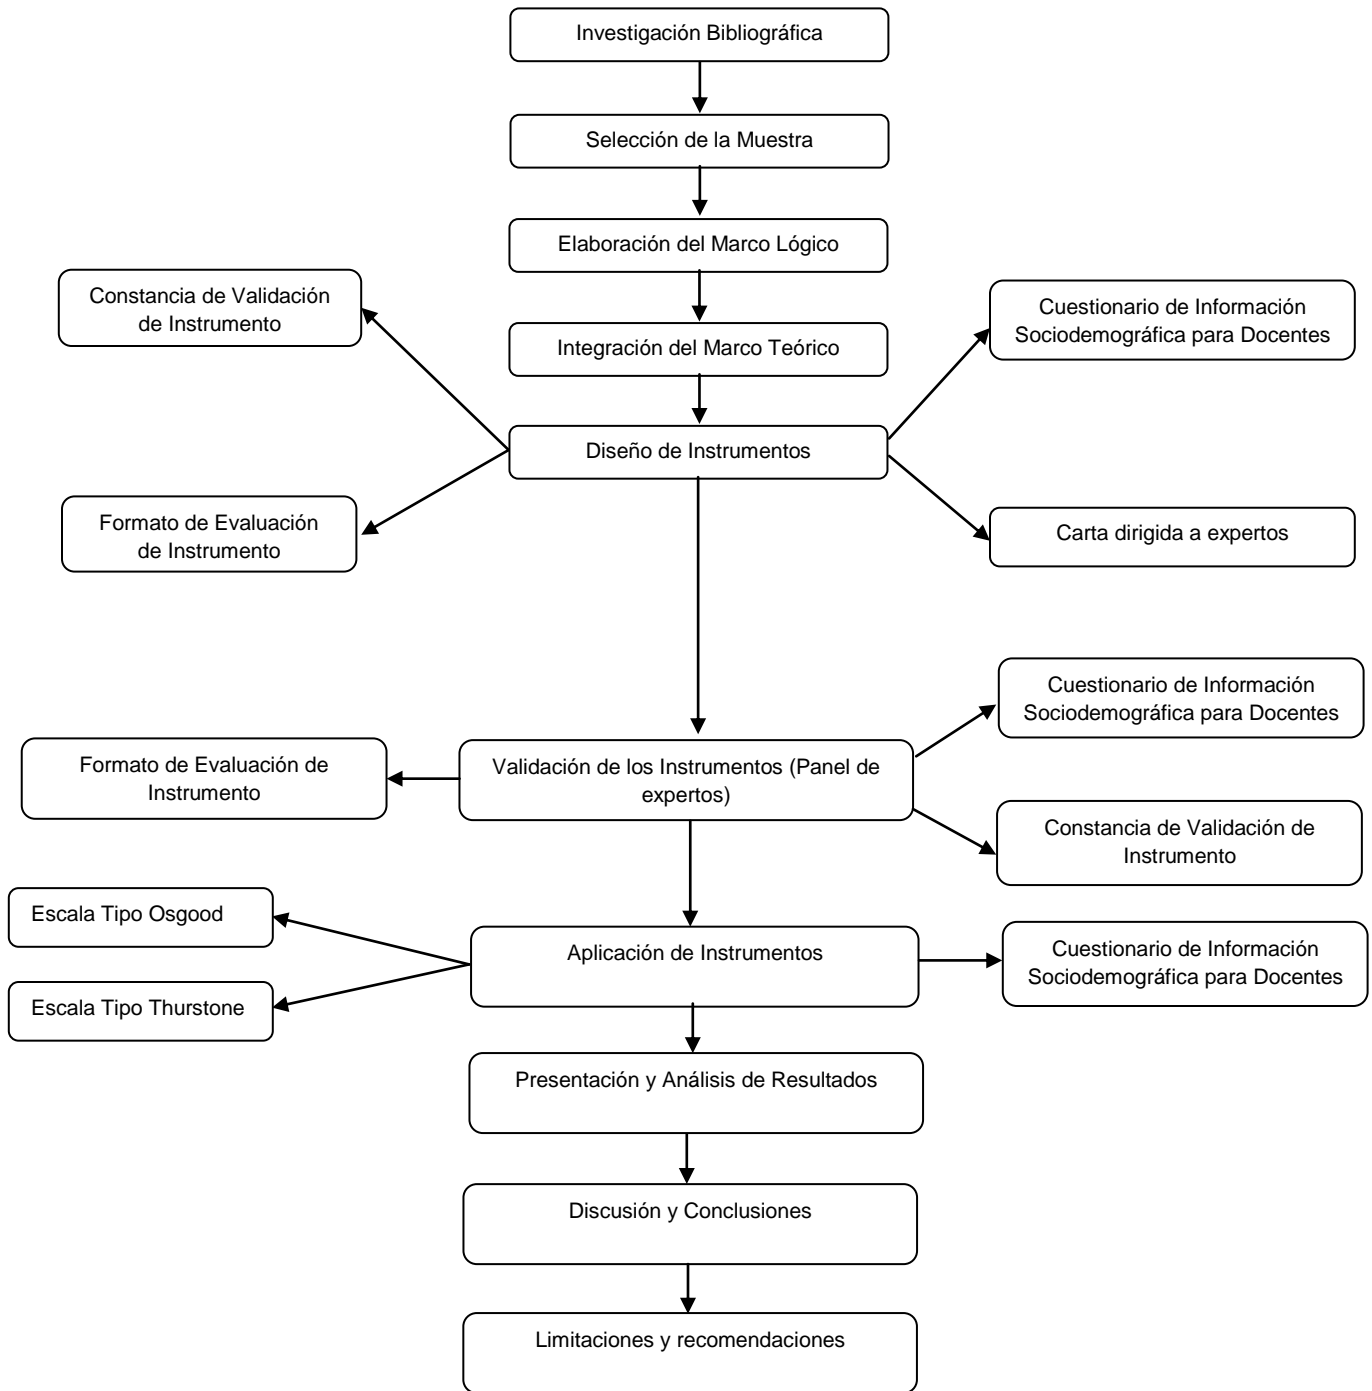 Investigación Bibliográfica
Selección de la Muestra
Elaboración del Marco Lógico
Constancia de Validación
de Instrumento
Cuestionario de Información
Sociodemográfica para Docentes
Integración del Marco Teórico
Diseño de Instrumentos
Formato de Evaluación
de Instrumento
Carta dirigida a expertos
Cuestionario de Información
Sociodemográfica para Docentes
Formato de Evaluación de
Instrumento
Validación de los Instrumentos (Panel de
expertos)
Constancia de Validación de
Instrumento
Escala Tipo Osgood
Aplicación de Instrumentos
Cuestionario de Información
Sociodemográfica para Docentes
Escala Tipo Thurstone
Presentación y Análisis de Resultados
Discusión y Conclusiones
Limitaciones y recomendaciones